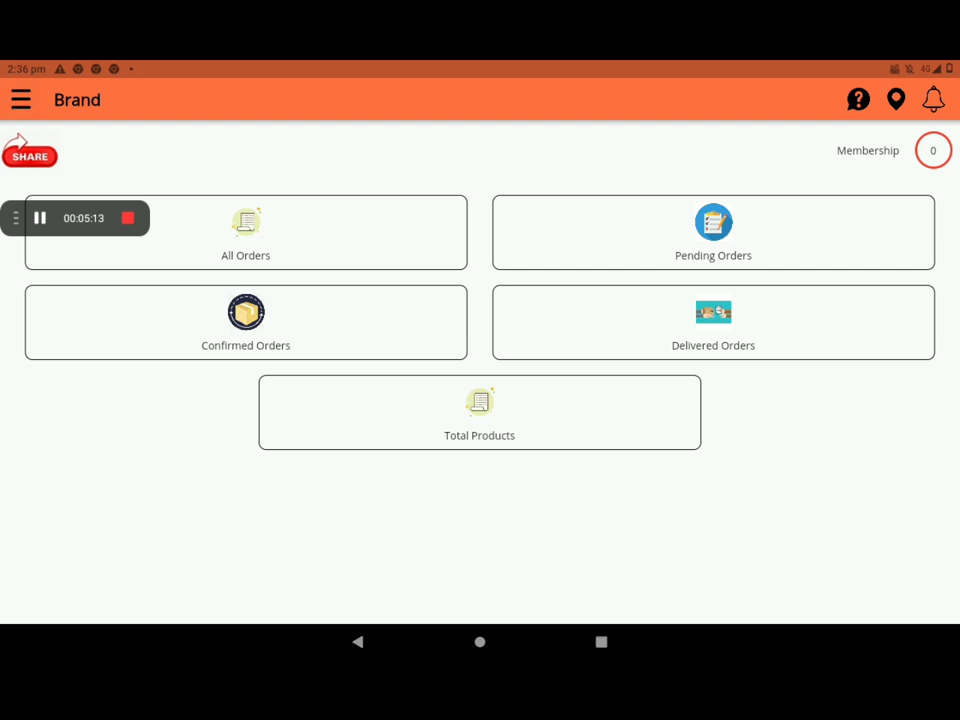 2:36 pm
4G
Brand
SHARE
Membership
0
00:05:13
All Orders
Pending Orders
Confirmed Orders
Delivered Orders
Total Products